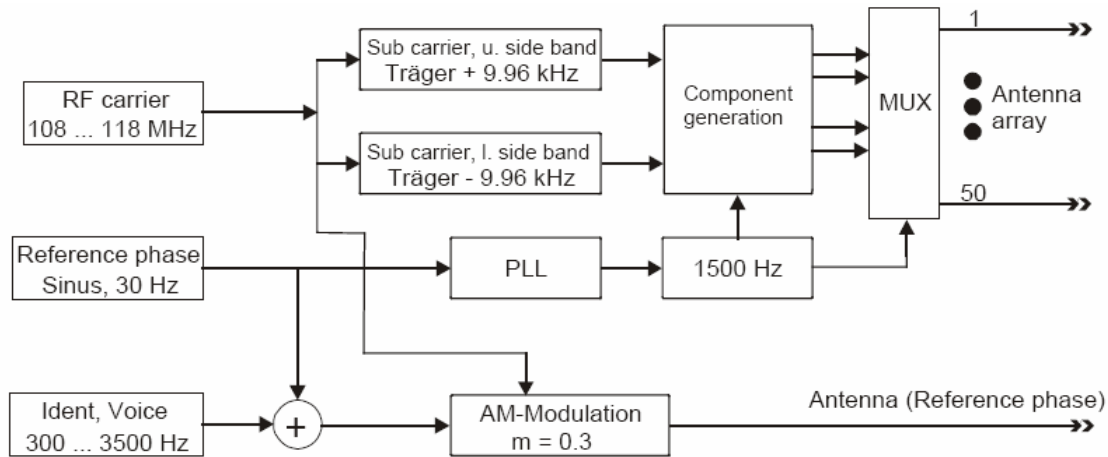 Sub carrier, u. side band
Träger + 9.96 kHz
RF carrier
108 ... 118 MHz
Sub carrier, l. side band
Träger - 9.96 kHz
Component
generation
MUX
1
Antenna
array
50
Reference phase
Sinus, 30 Hz
PLL
1500 Hz
Ident, Voice
300 ... 3500 Hz
+
AM-Modulation
m = 0.3
Antenna (Reference phase)